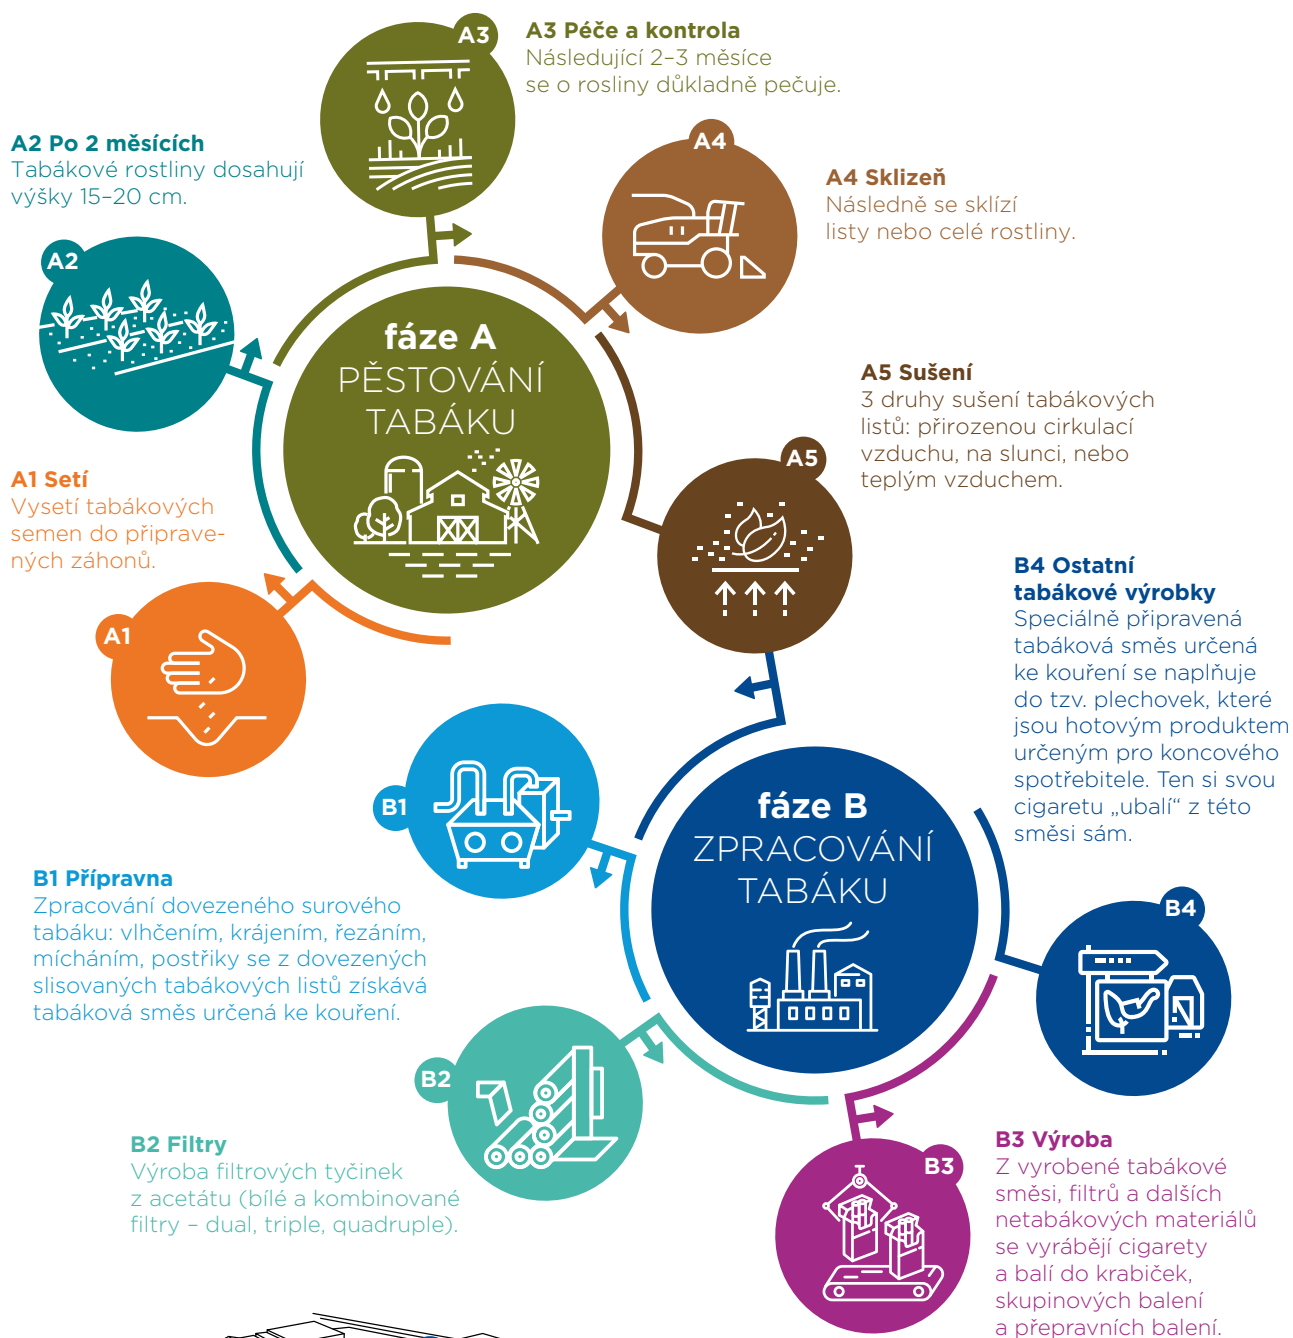 A3
A3 Péče a kontrola
Následující 2–3 měsíce
se o rosliny důkladně pečuje.
A2 Po 2 měsících
Tabákové rostliny dosahují
výšky 15–20 cm.
A2
A4
A4 Sklizeň
Následně se sklízí
listy nebo celé rostliny.
fáze A
PĚSTOVÁNÍ
TABÁKU
A5 Sušení
3 druhy sušení tabákových
listů: přirozenou cirkulací
vzduchu, na slunci, nebo
teplým vzduchem.
A5
A1 Setí
Vysetí tabákových
semen do připrave-
ných záhonů.
A1
B4 Ostatní
tabákové výrobky
Speciálně připravená
tabáková směs určená
ke kouření se naplňuje
do tzv. plechovek, které
jsou hotovým produktem
určeným pro koncového
spotřebitele. Ten si svou
cigaretu „ubalí“ z této
směsi sám.
B1
fáze B
ZPRACOVÁNÍ
TABÁKU
B1 Přípravna
Zpracování dovezeného surového
tabáku: vlhčením, krájením, řezáním,
mícháním, postřiky se z dovezených
slisovaných tabákových listů získává
tabáková směs určená ke kouření.
B4
B2
B2 Filtry
Výroba filtrových tyčinek
z acetátu (bílé a kombinované
filtry – dual, triple, quadruple).
B3
B3 Výroba
Z vyrobené tabákové
směsi, filtrů a dalších
netabákových materiálů
se vyrábějí cigarety
a balí do krabiček,
skupinových balení
a přepravních balení.